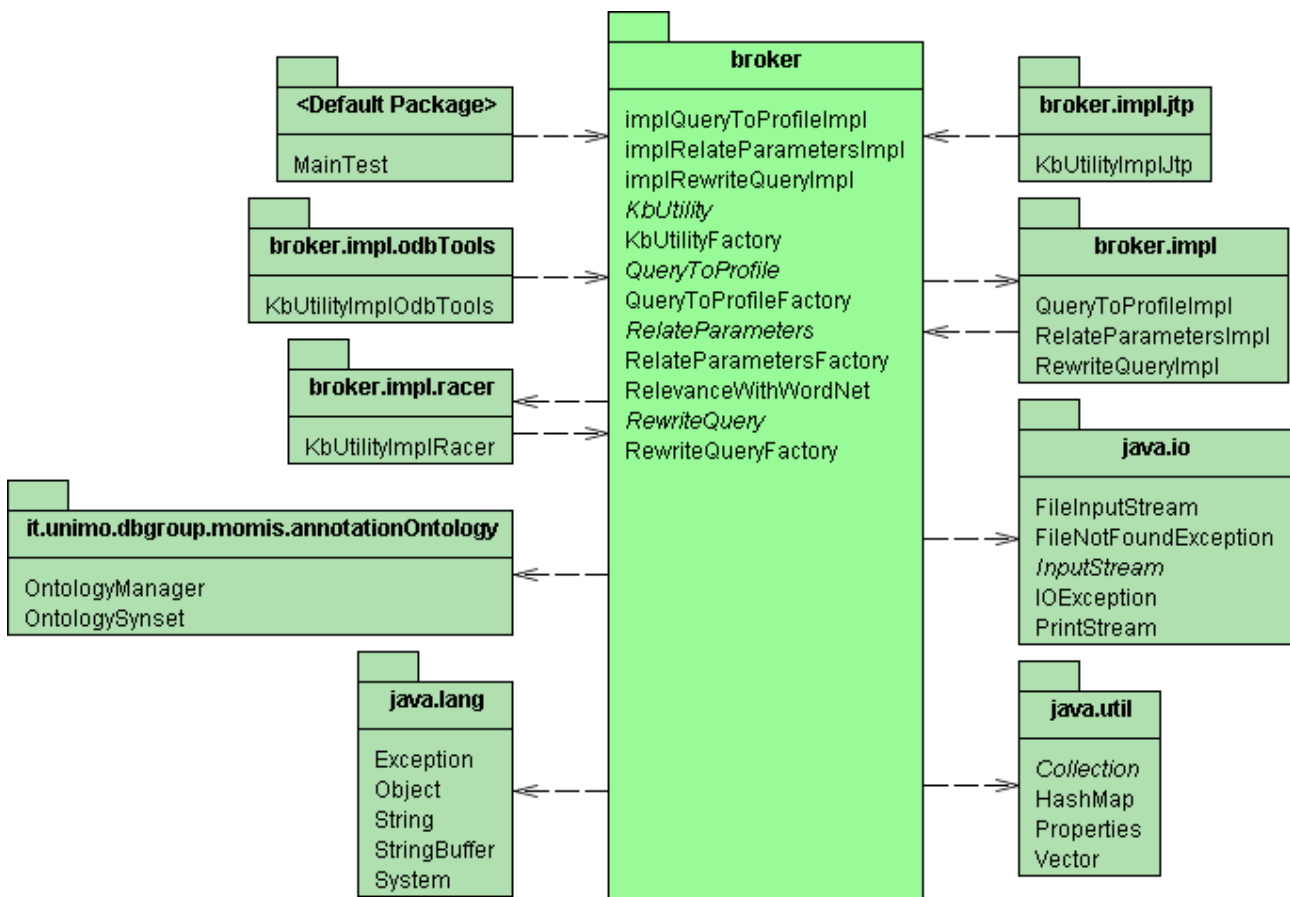 broker
implQueryToProfileImpl
implRelateParametersImpl
implRewriteQueryImpl
KbUtility
KbUtilityFactory
QueryToProfile
QueryToProfileFactory
RelateParameters
RelateParametersFactory
RelevanceWithWordNet
RewriteQuery
RewriteQueryFactory
<Default Package>
MainTest
broker.impl.odbTools
KbUtilityImplOdbTools
broker.impl.racer
KbUtilityImplRacer
it.unimo.dbgroup.momis.annotationOntology
OntologyManager
OntologySynset
java.lang
Exception
Object
String
StringBuffer
System
broker.impl.jtp
KbUtilityImplJtp
broker.impl
QueryToProfileImpl
RelateParametersImpl
RewriteQueryImpl
java.io
FileInputStream
FileNotFoundException
InputStream
IOException
PrintStream
java.util
Collection
HashMap
Properties
Vector